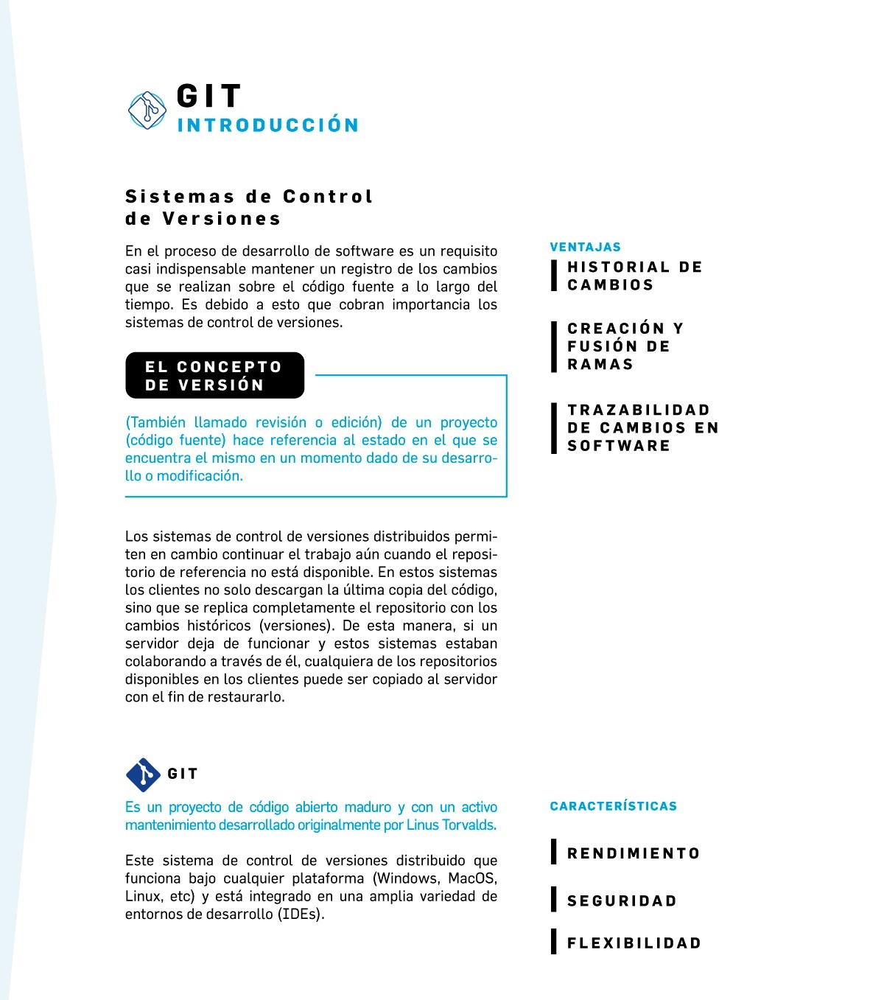 GIT
INTRODUCCIÓN
Sistemas de Control
de Versiones
En el proceso de desarrollo de software es un requisito
casi indispensable mantener un registro de los cambios
que se realizan sobre el código fuente a lo largo del
tiempo. Es debido a esto que cobran importancia los
sistemas de control de versiones.
VENTAJAS
HISTORIAL DE
CAMBIOS
CREACIÓN Y
FUSIÓN DE
RAMAS
TRAZABILIDAD
DE CAMBIOS EN
SOFTWARE
EL CONCEPTO
DE VERSIÓN
(También llamado revisión o edición) de un proyecto
(código fuente) hace referencia al estado en el que se
encuentra el mismo en un momento dado de su desarro-
llo o modificación.
Los sistemas de control de versiones distribuidos permi-
ten en cambio continuar el trabajo aún cuando el reposi-
torio de referencia no está disponible. En estos sistemas
los clientes no solo descargan la última copia del código,
sino que se replica completamente el repositorio con los
cambios históricos (versiones). De esta manera, si un
servidor deja de funcionar y estos sistemas estaban
colaborando a través de él, cualquiera de los repositorios
disponibles en los clientes puede ser copiado al servidor
con el fin de restaurarlo.
GIT
Es un proyecto de código abierto maduro y con un activo
mantenimiento desarrollado originalmente por Linus Torvalds.
Este sistema de control de versiones distribuido que
funciona bajo cualquier plataforma (Windows, MacOS,
Linux, etc) y está integrado en una amplia variedad de
entornos de desarrollo (IDEs).
CARACTERÍSTICAS
RENDIMIENTO
SEGURIDAD
FLEXIBILIDAD